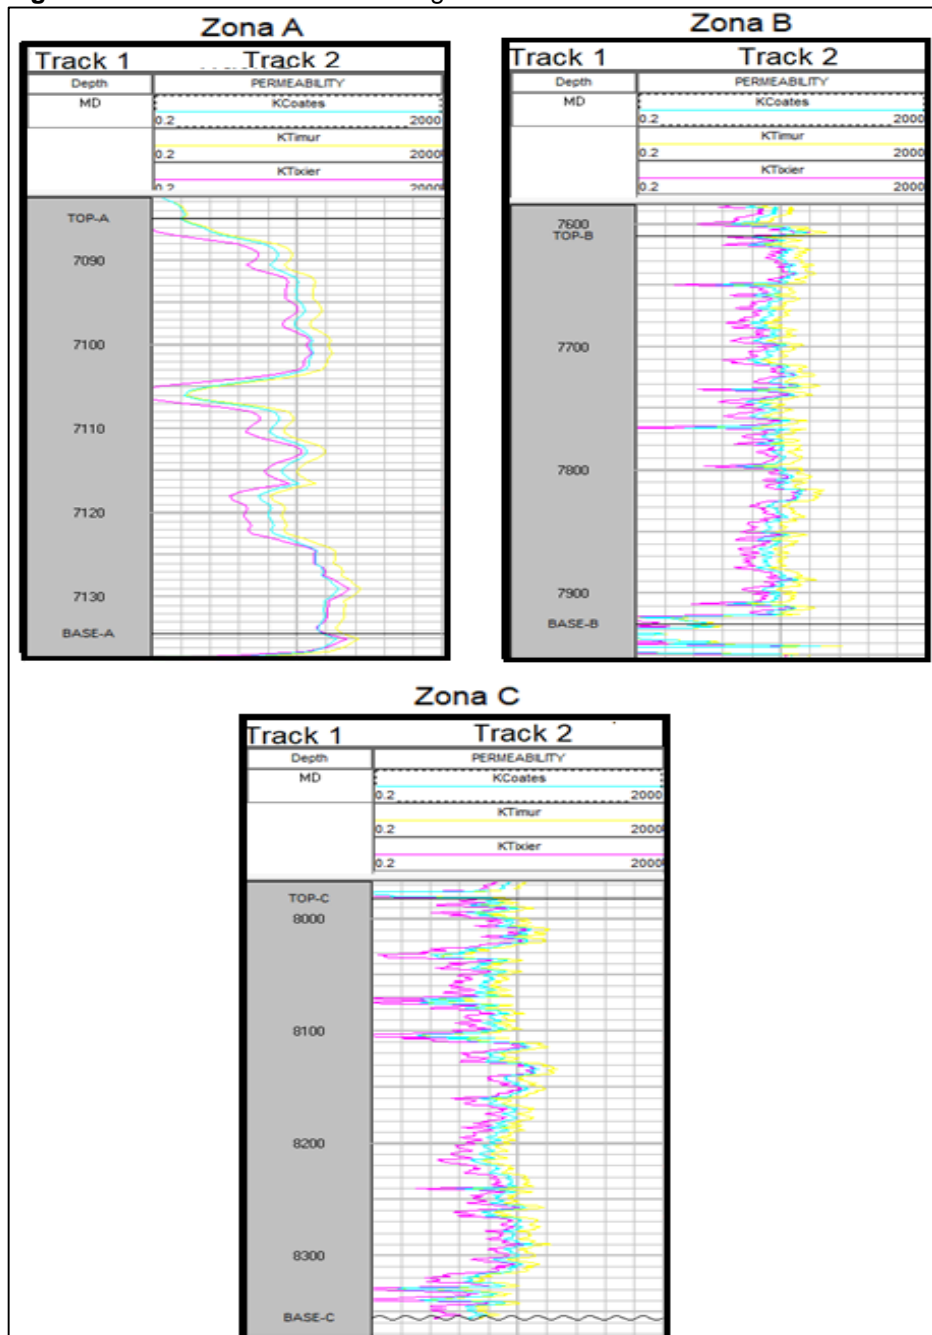 Zona A
Track 1 Track 2
Depth PERMEABILITY
MD KCoates
0.2 2000
KTimur
0.2 2000
KTixier
0.2 2000
TOP-A
7090
7100
7110
7120
7130
BASE-A
Zona B
Track 1 Track 2
Depth PERMEABILITY
MD KCoates
0.2 2000
KTimur
0.2 2000
KTixier
0.2 2000
7600
TOP-B
7700
7800
7900
BASE-B
Zona C
Track 1 Track 2
Depth PERMEABILITY
MD KCoates
0.2 2000
KTimur
0.2 2000
KTixier
0.2 2000
TOP-C
8000
8100
8200
8300
BASE-C